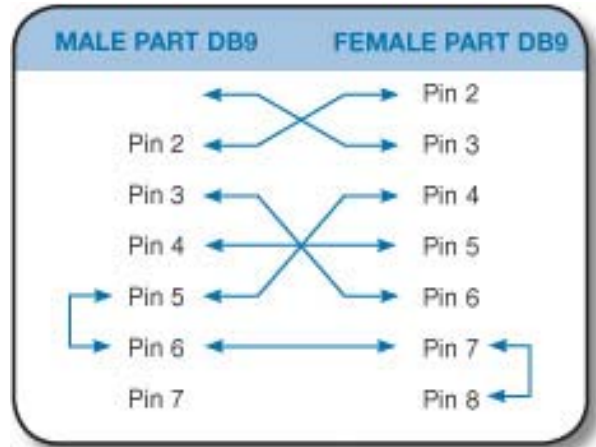 MALE PART DB9 FEMALE PART DB9
Pin 2
Pin 2 Pin 3
Pin 3 Pin 4
Pin 4 Pin 5
Pin 5 Pin 6
Pin 6 Pin 7
Pin 7 Pin 8